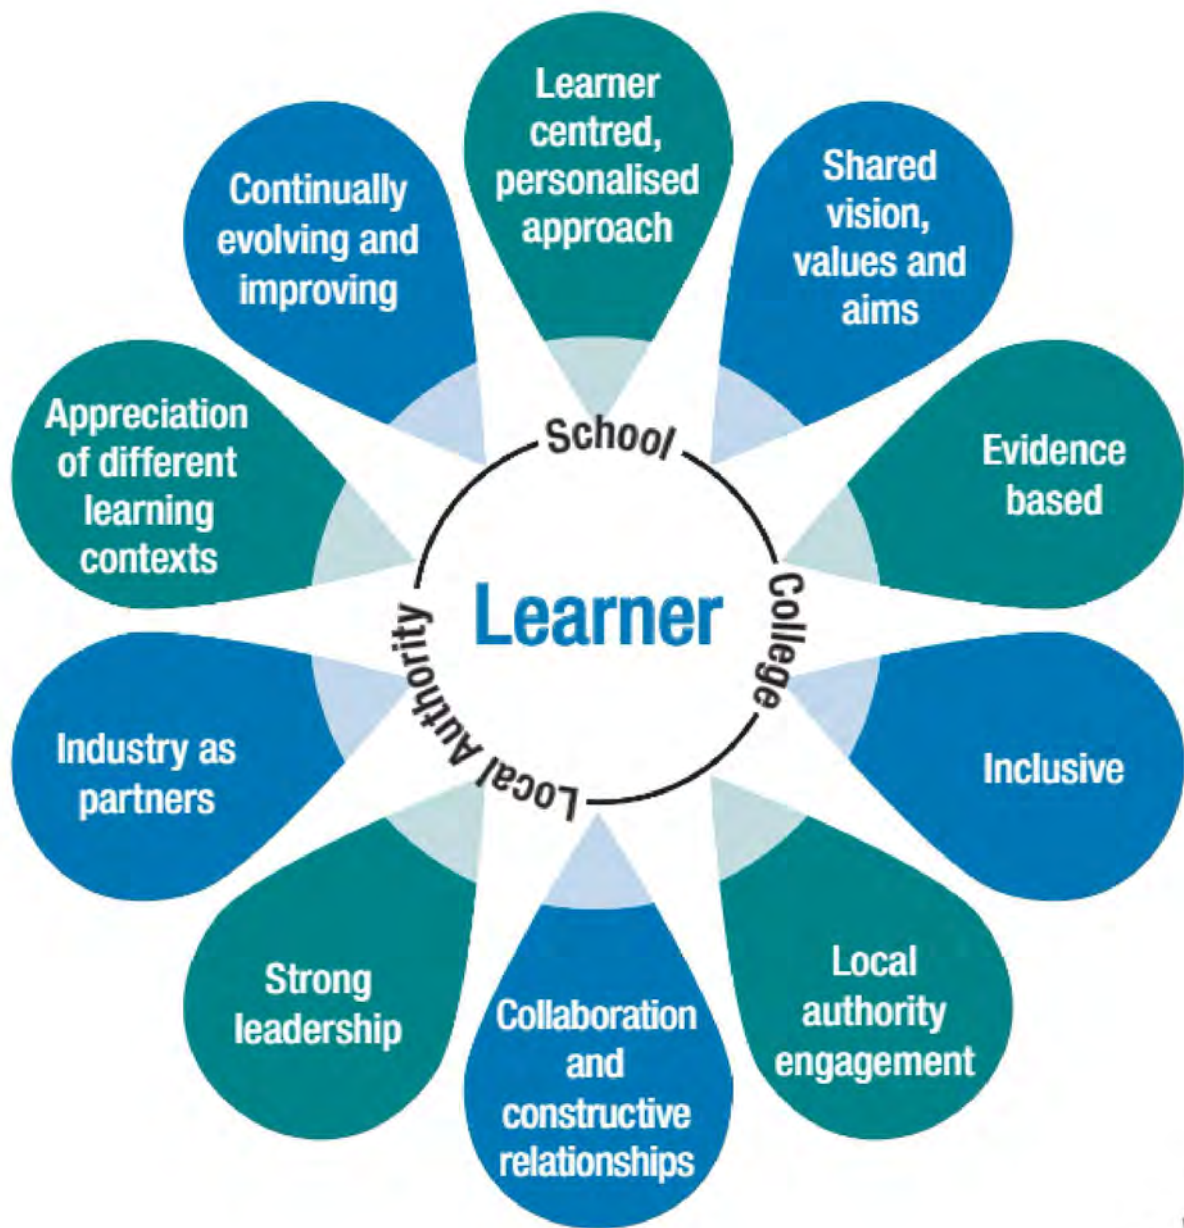 Learner
centred,
personalised
approach
Shared
vision,
values and
aims
Evidence
based
Inclusive
Local
authority
engagement
Collaboration
and
constructive
relationships
Strong
leadership
Industry as
partners
Appreciation
of different
learning
contexts
Continually
evolving and
improving
School
College
Local Authority
Learner